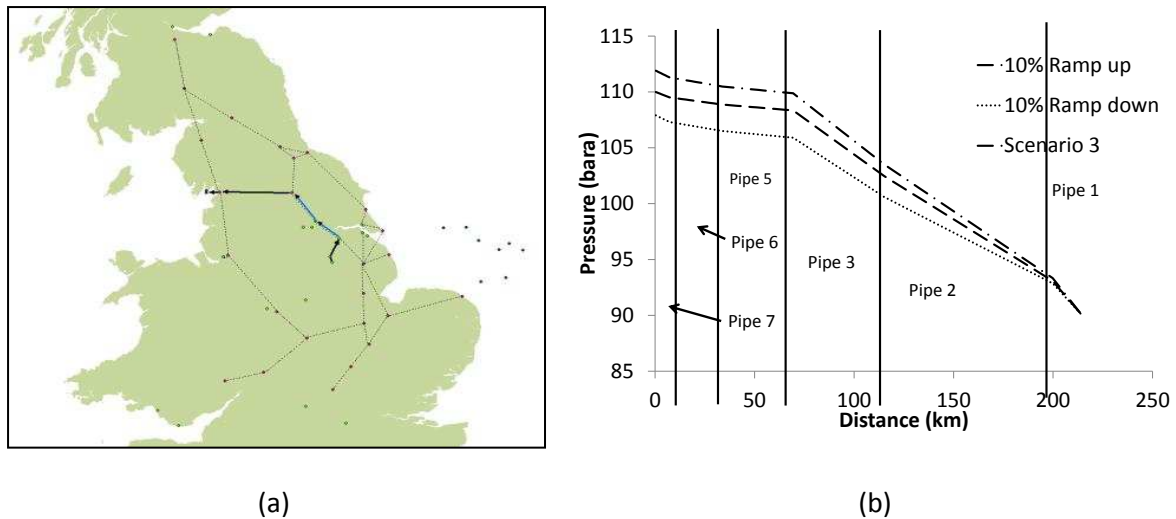 115
110
105
100
95
90
85
Pressure (bara)
0
50
100
150
200
250
Distance (km)
10% Ramp up
10% Ramp down
Scenario 3
Pipe 1
Pipe 5
Pipe 6
Pipe 3
Pipe 2
Pipe 7
(a)
(b)